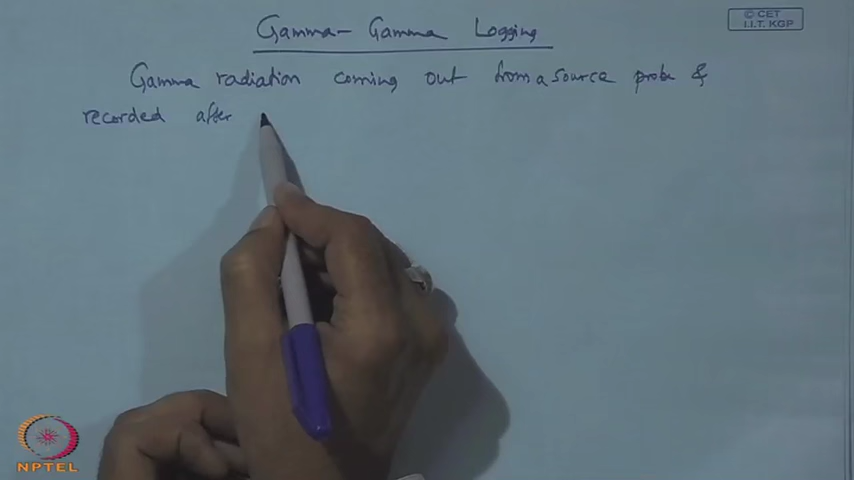 Gamma - Gamma Logging
© CET
I.I.T. KGP
Gamma radiation coming out from a source probe &
recorded after
NPTEL